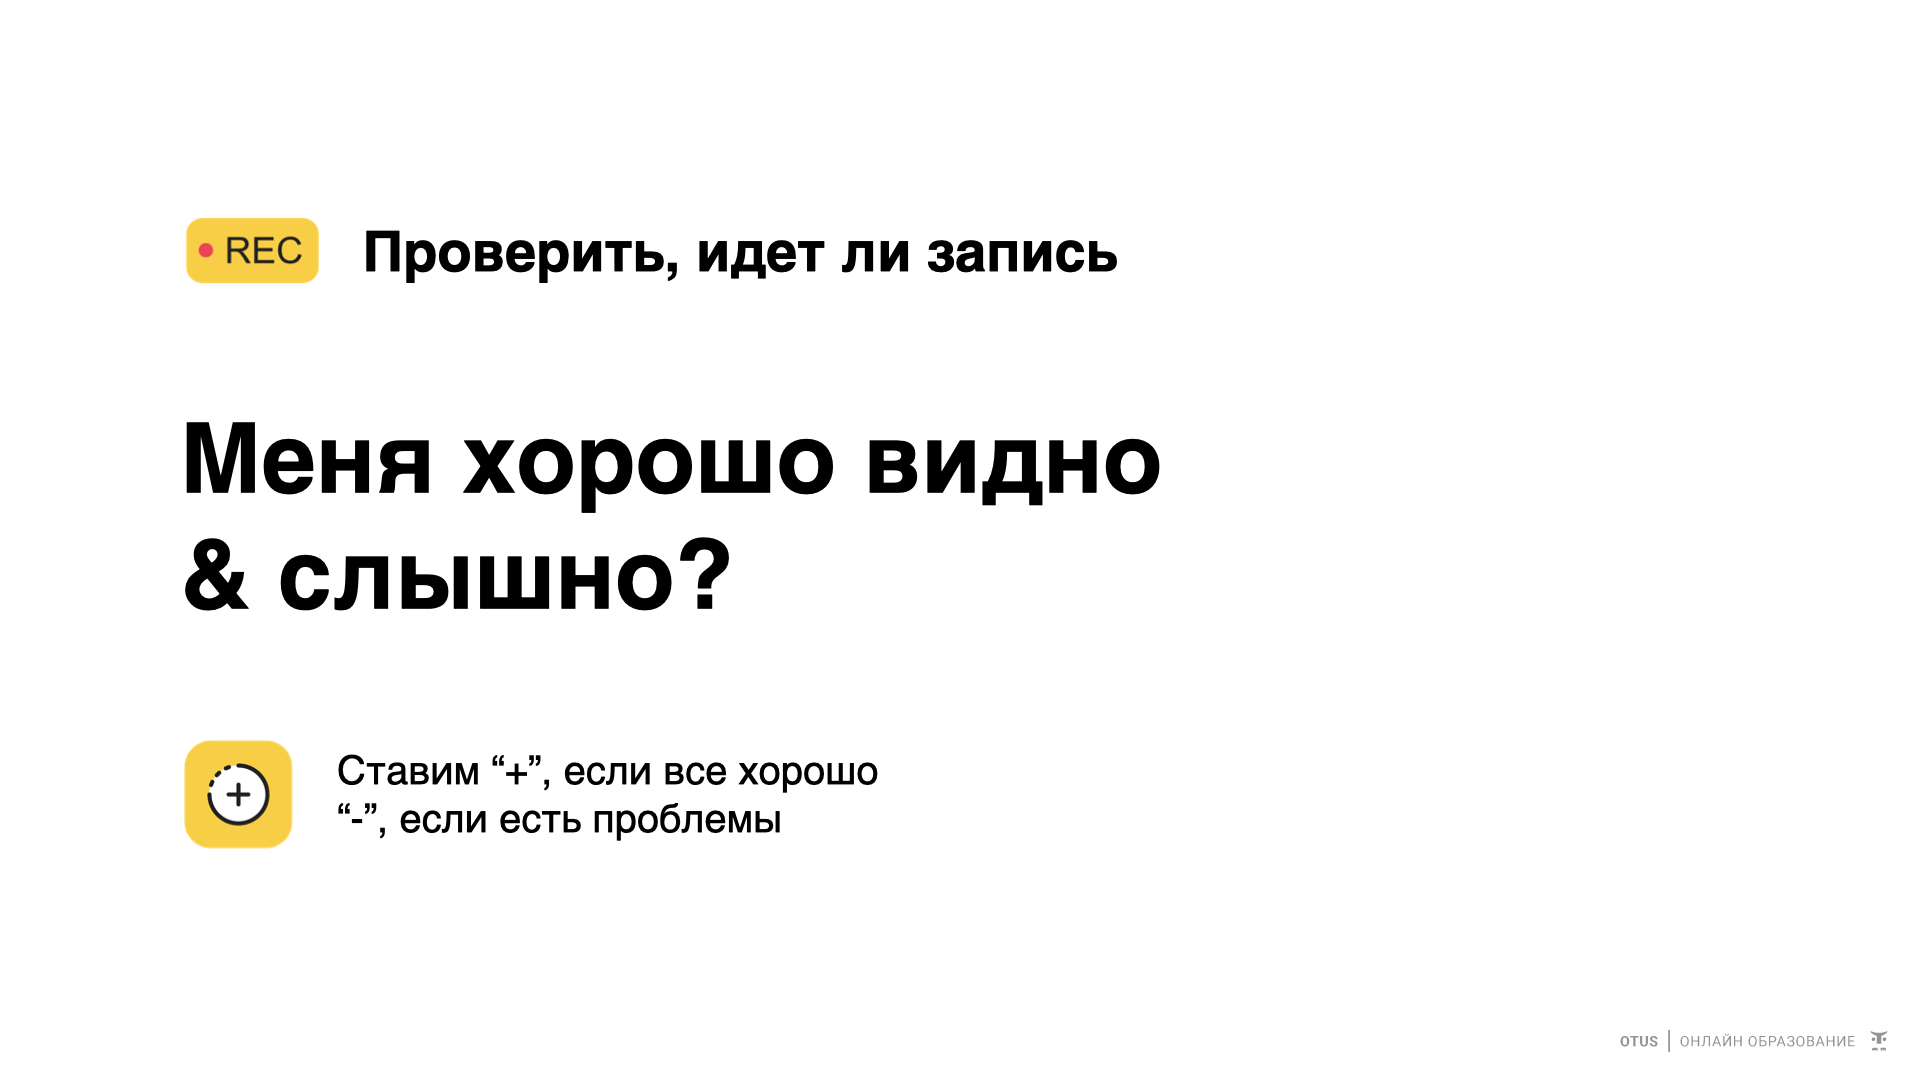 REC Проверить, идет ли запись
Меня хорошо видно
& слышно?
Ставим “+”, если все хорошо
“-”, если есть проблемы
OTUS | ОНЛАЙН ОБРАЗОВАНИЕ